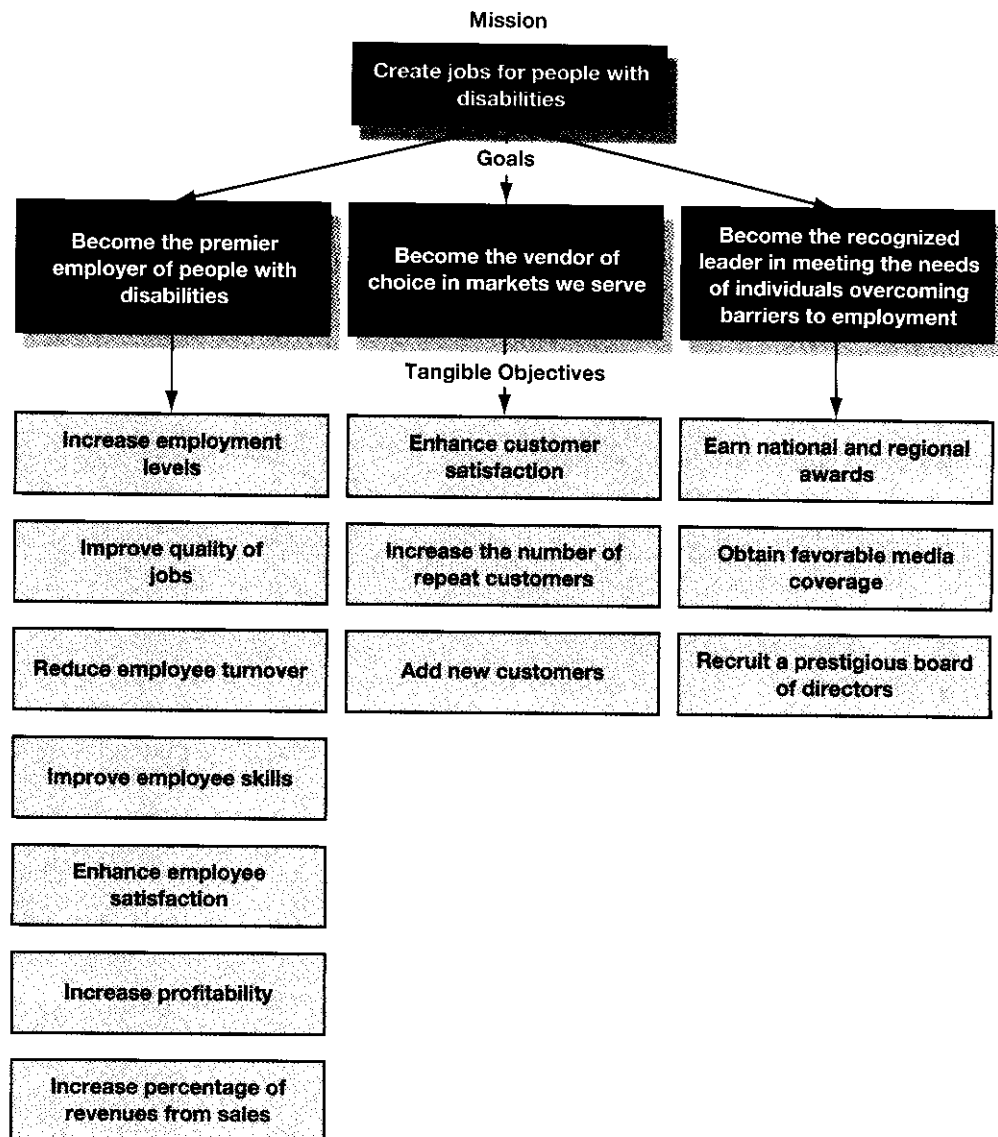 Mission
Create jobs for people with
disabilities
Goals
Become the premier
employer of people with
disabilities
Become the vendor of
choice in markets we serve
Become the recognized
leader in meeting the needs
of individuals overcoming
barriers to employment
Tangible Objectives
Increase employment
levels
Improve quality of
jobs
Reduce employee turnover
Improve employee skills
Enhance employee
satisfaction
Increase profitability
Increase percentage of
revenues from sales
Enhance customer
satisfaction
Increase the number of
repeat customers
Add new customers
Earn national and regional
awards
Obtain favorable media
coverage
Recruit a prestigious board
of directors